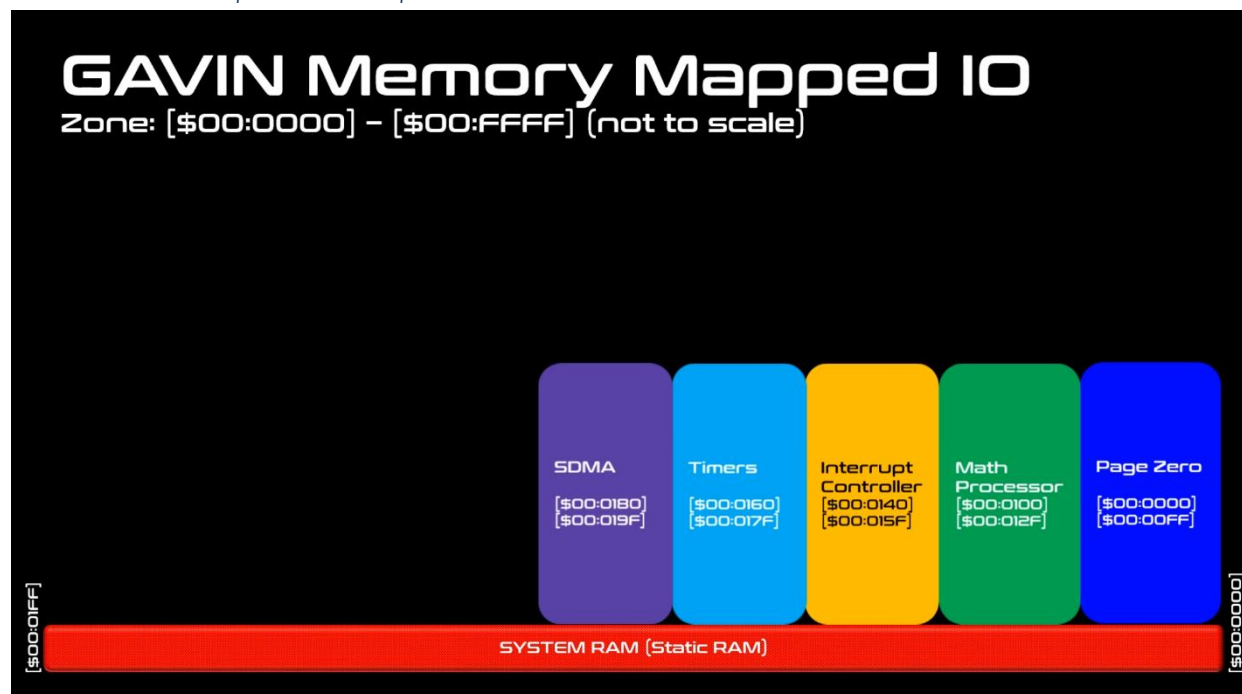 GAVIN Memory Mapped IO
Zone: [$00:0000] - [$00:FFFF] (not to scale)
SDMA
[$00:0180]
[$00:019F]
Timers
[$00:0160]
[$00:017F]
Interrupt
Controller
[$00:0140]
[$00:015F]
Math
Processor
[$00:0100]
[$00:012F]
Page Zero
[$00:0000]
[$00:00FF]
[$00:01FF]
SYSTEM RAM (Static RAM)
[$00:0000]